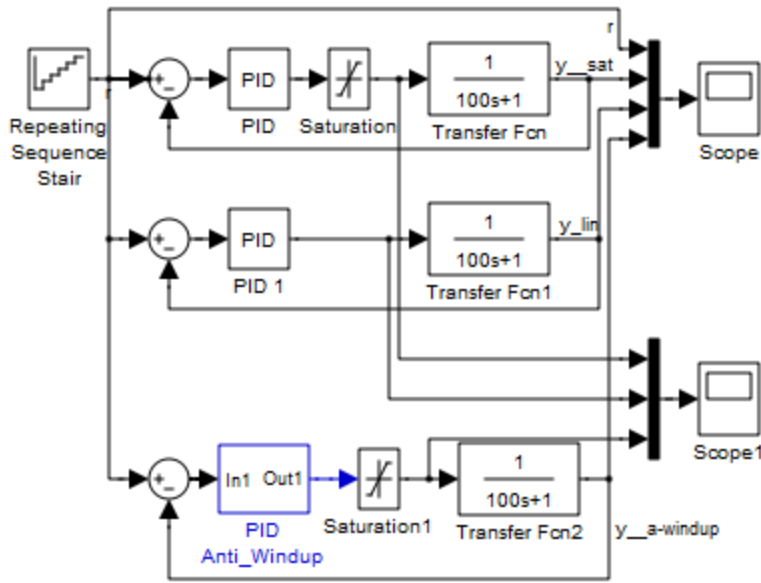 r
y__sat
1
100s+1
PID
r
Repeating
Sequence
Stair
PID
Saturation
Transfer Fcn
Scope
PID
y_lin
1
100s+1
PID 1
Transfer Fcn1
Scope1
In1 Out1
1
100s+1
PID
Anti_Windup
Saturation1
Transfer Fcn2
y__a-windup